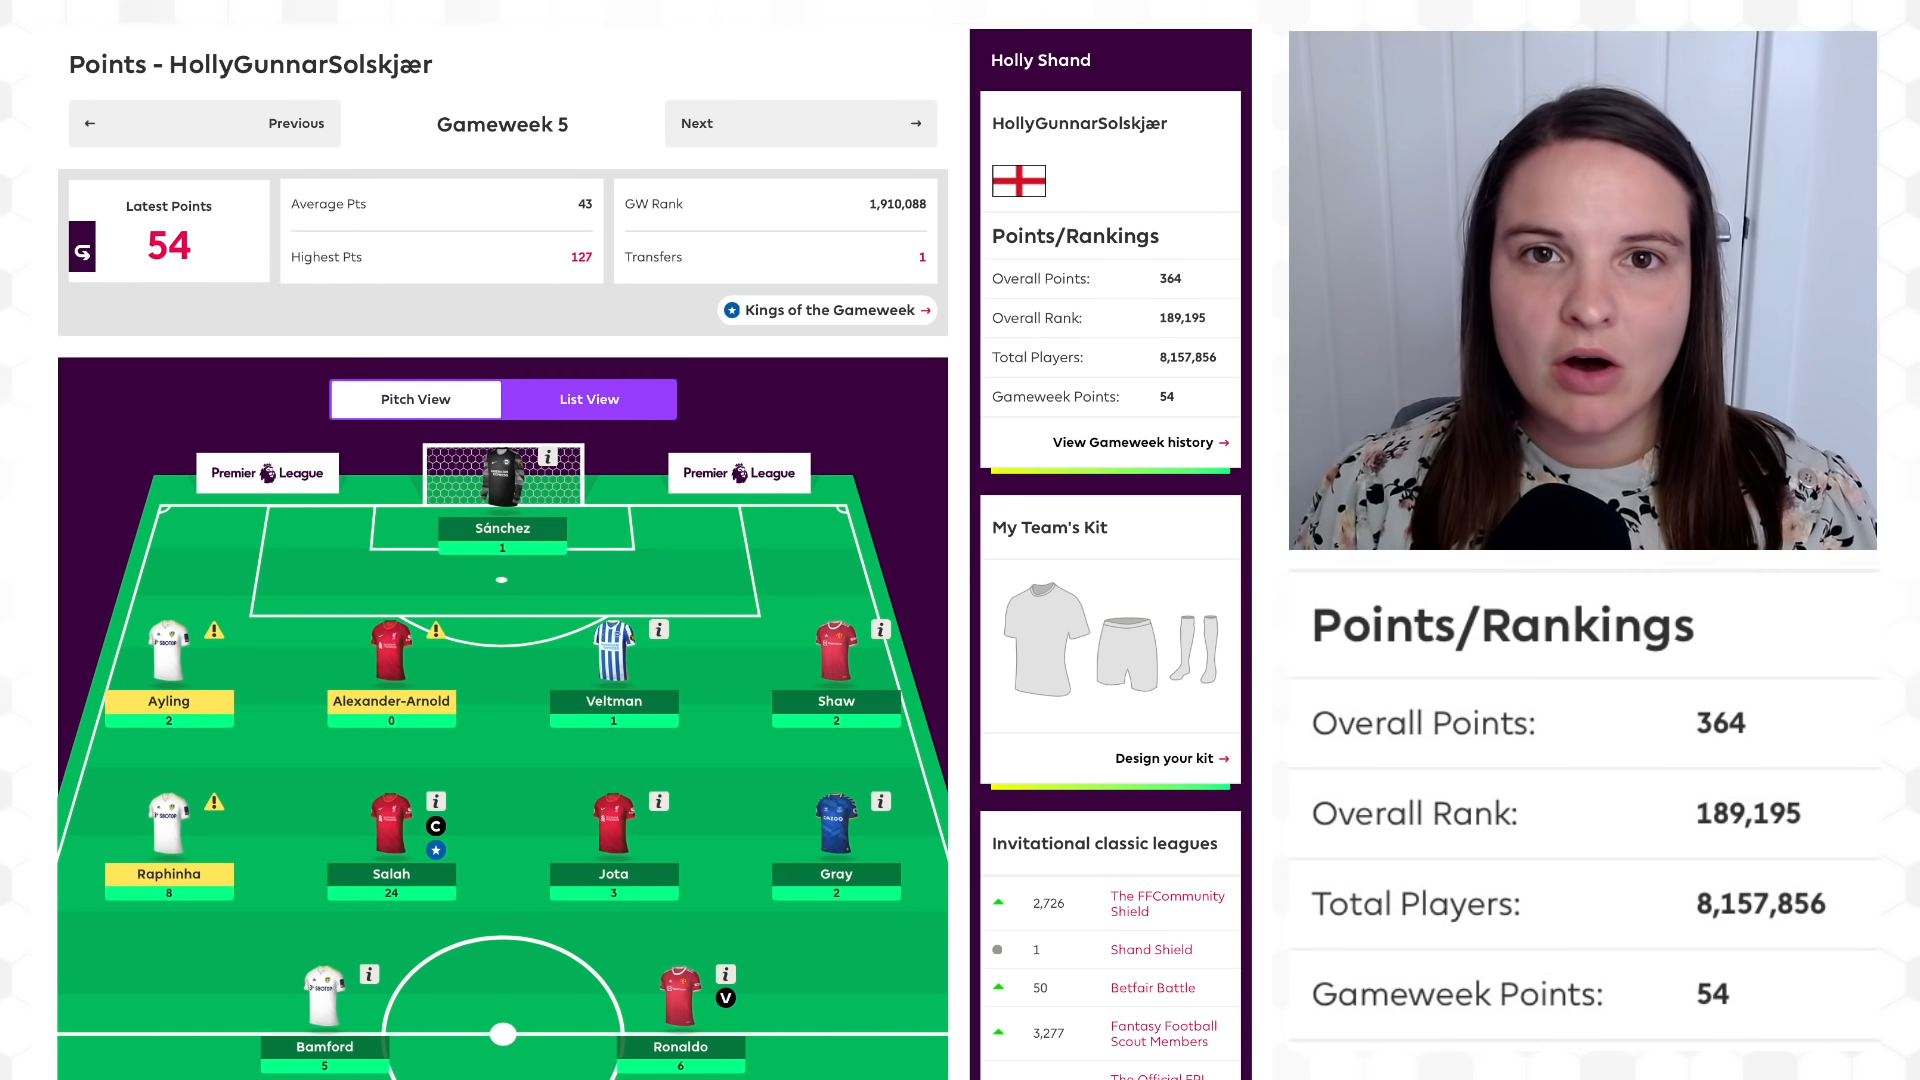 Points - HollyGunnarSolskjær
← Previous
Gameweek 5
Next →
Latest Points
54
Average Pts 43
Highest Pts 127
GW Rank 1,910,088
Transfers 1
Kings of the Gameweek →
Pitch View
List View
Premier League
Premier League
i
Sánchez
1
Ayling
2
Alexander-Arnold
0
i
Veltman
1
i
Shaw
2
Raphinha
8
i
C
Salah
24
i
Jota
3
i
Gray
2
i
Bamford
5
i
V
Ronaldo
6
Holly Shand
HollyGunnarSolskjær
Points/Rankings
Overall Points: 364
Overall Rank: 189,195
Total Players: 8,157,856
Gameweek Points: 54
View Gameweek history →
My Team's Kit
Design your kit →
Invitational classic leagues
2,726 The FFCommunity
Shield
1 Shand Shield
50 Betfair Battle
3,277 Fantasy Football
Scout Members
The Official FPL
Points/Rankings
Overall Points: 364
Overall Rank: 189,195
Total Players: 8,157,856
Gameweek Points: 54